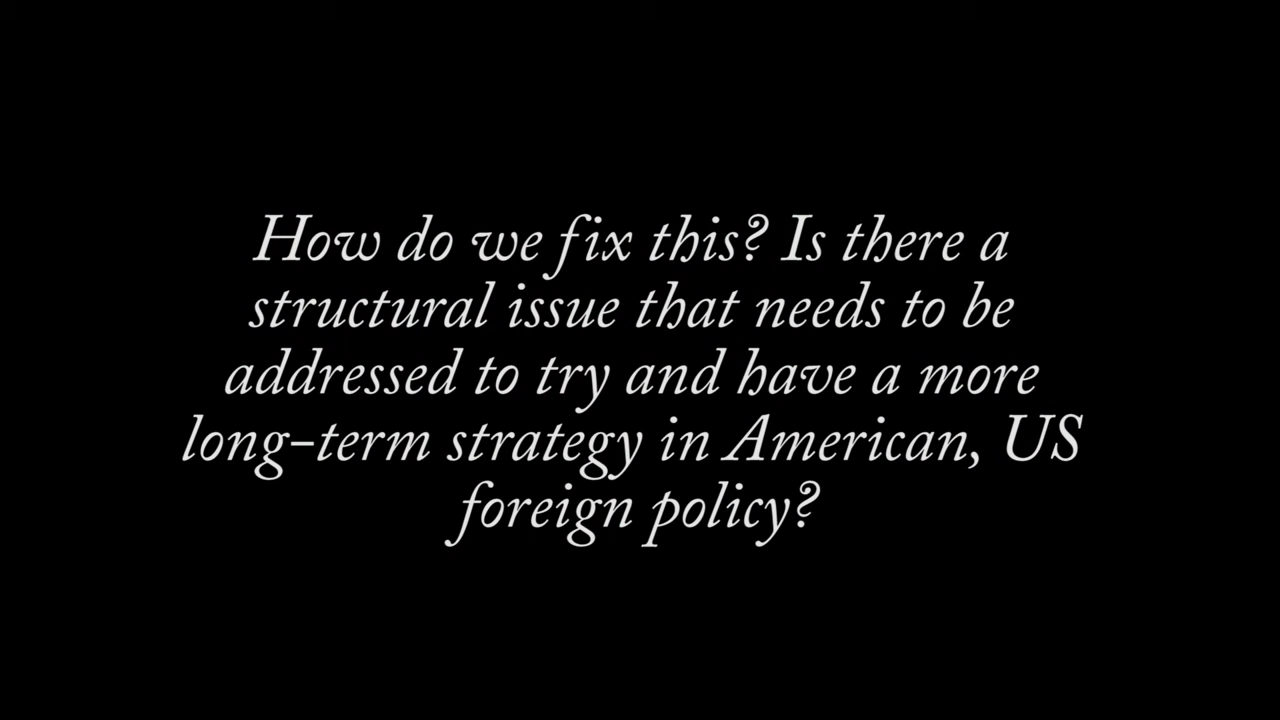 How do we fix this? Is there a
structural issue that needs to be
addressed to try and have a more
long-term strategy in American, US
foreign policy?